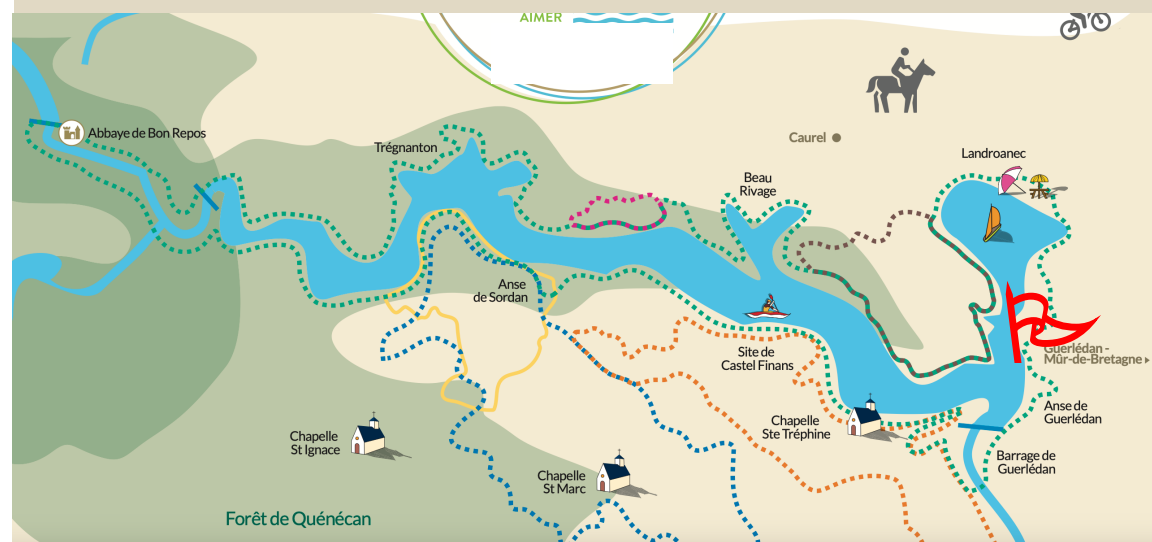 AIMER
Abbaye de Bon Repos
Trégnanton
Caurel
Landroanec
Beau
Rivage
Anse
de Sordan
Site de
Castel Finans
Guerlédan -
Mûr-de-Bretagne
Anse de
Guerlédan
Chapelle
Ste Tréphine
Barrage de
Guerlédan
Chapelle
St Ignace
Chapelle
St Marc
Forêt de Quénécan